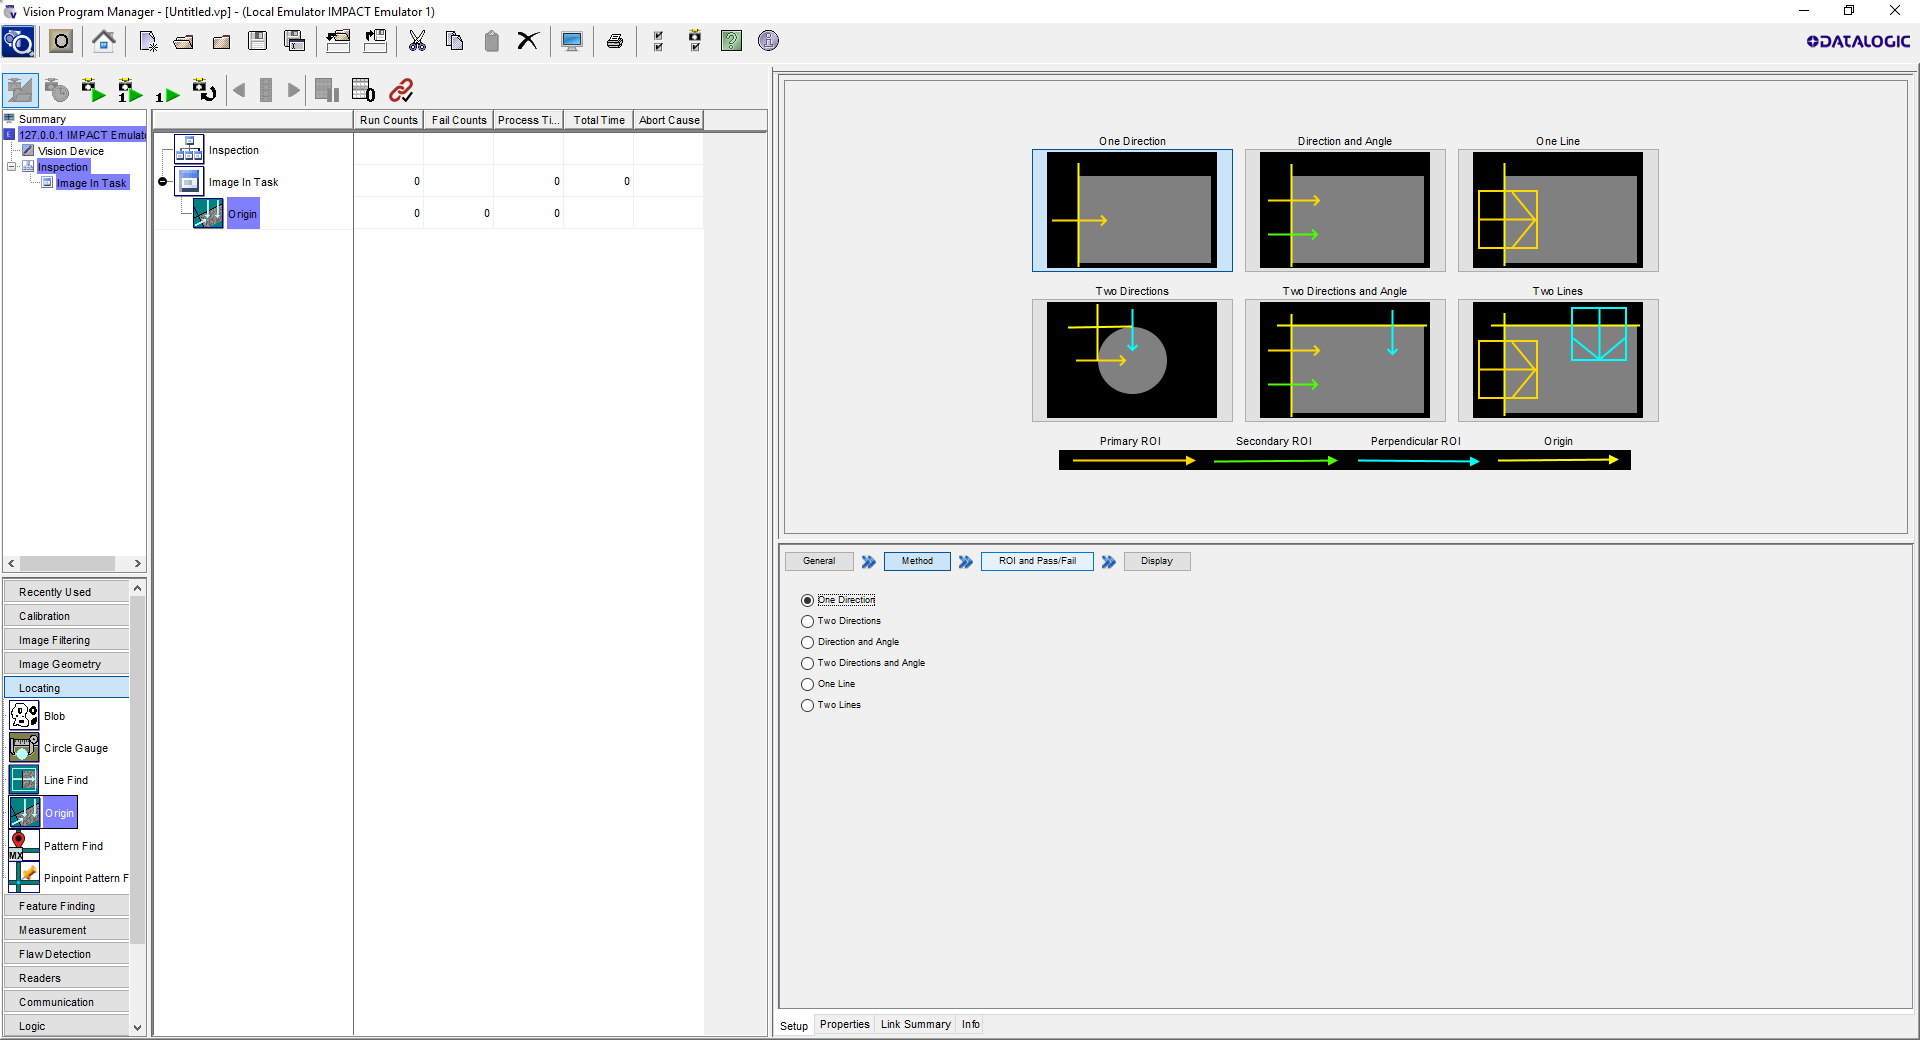 Vision Program Manager - [Untitled.vp] - (Local Emulator IMPACT Emulator 1)
O
DATALOGIC
1
1
0
Summary
E 127.0.0.1 IMPACT Emulat
Vision Device
Inspection
Image In Task
Run Counts Fail Counts Process Ti... Total Time Abort Cause
Inspection
Image In Task 0 0 0
Origin 0 0 0
One Direction Direction and Angle One Line
Two Directions Two Directions and Angle Two Lines
Primary ROI Secondary ROI Perpendicular ROI Origin
General Method ROI and Pass/Fail Display
One Direction
Two Directions
Direction and Angle
Two Directions and Angle
One Line
Two Lines
Recently Used
Calibration
Image Filtering
Image Geometry
Locating
Blob
Circle Gauge
Line Find
Origin
MX
Pattern Find
Pinpoint Pattern F
Feature Finding
Measurement
Flaw Detection
Readers
Communication
Logic
Setup Properties Link Summary Info